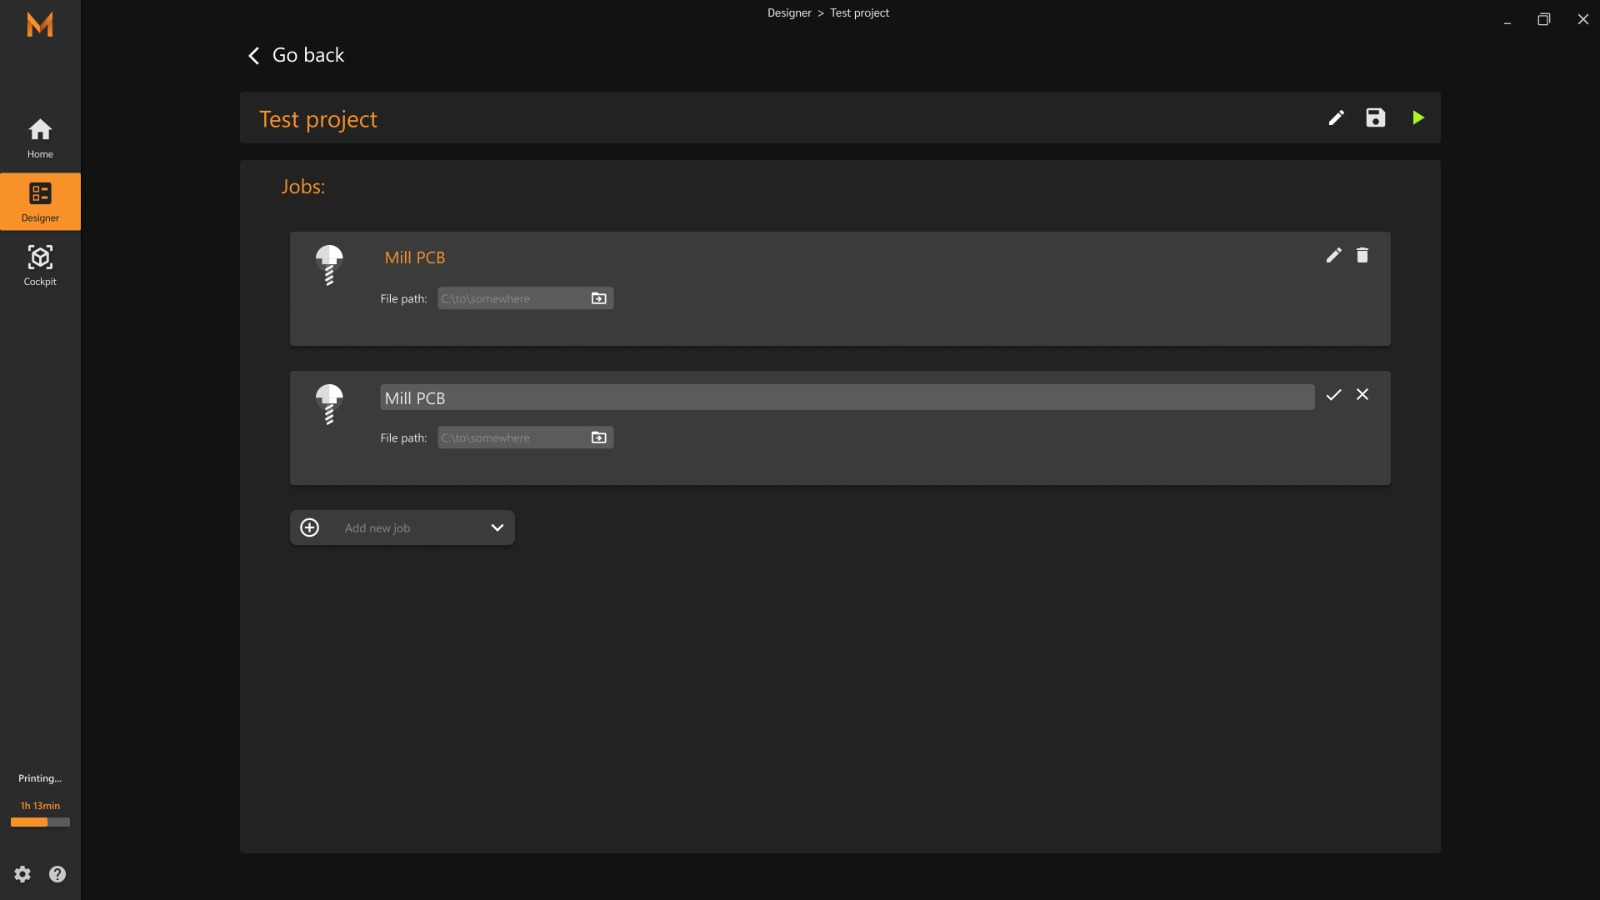 Designer > Test project
Go back
Test project
Home
Designer
Cockpit
Jobs:
Mill PCB
File path: C:\to\somewhere
Mill PCB
File path: C:\to\somewhere
Add new job
Printing...
1h 13min